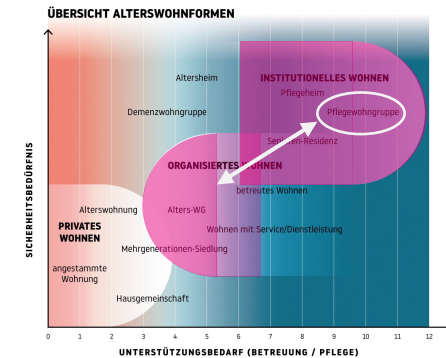 ÜBERSICHT ALTERSWOHNFORMEN
SICHERHEITSBEDÜRFNIS
Altersheim
INSTITUTIONELLES WOHNEN
Pflegeheim
Demenzwohngruppe
Pflegewohngruppe
Senioren-Residenz
ORGANISIERTES WOHNEN
betreutes Wohnen
Alterswohnung
Alters-WG
PRIVATES
WOHNEN
Wohnen mit Service/Dienstleistung
Mehrgenerationen-Siedlung
angestammte
Wohnung
Hausgemeinschaft
0 1 2 3 4 5 6 7 8 9 10 11 12
UNTERSTÜTZUNGSBEDARF (BETREUUNG / PFLEGE)